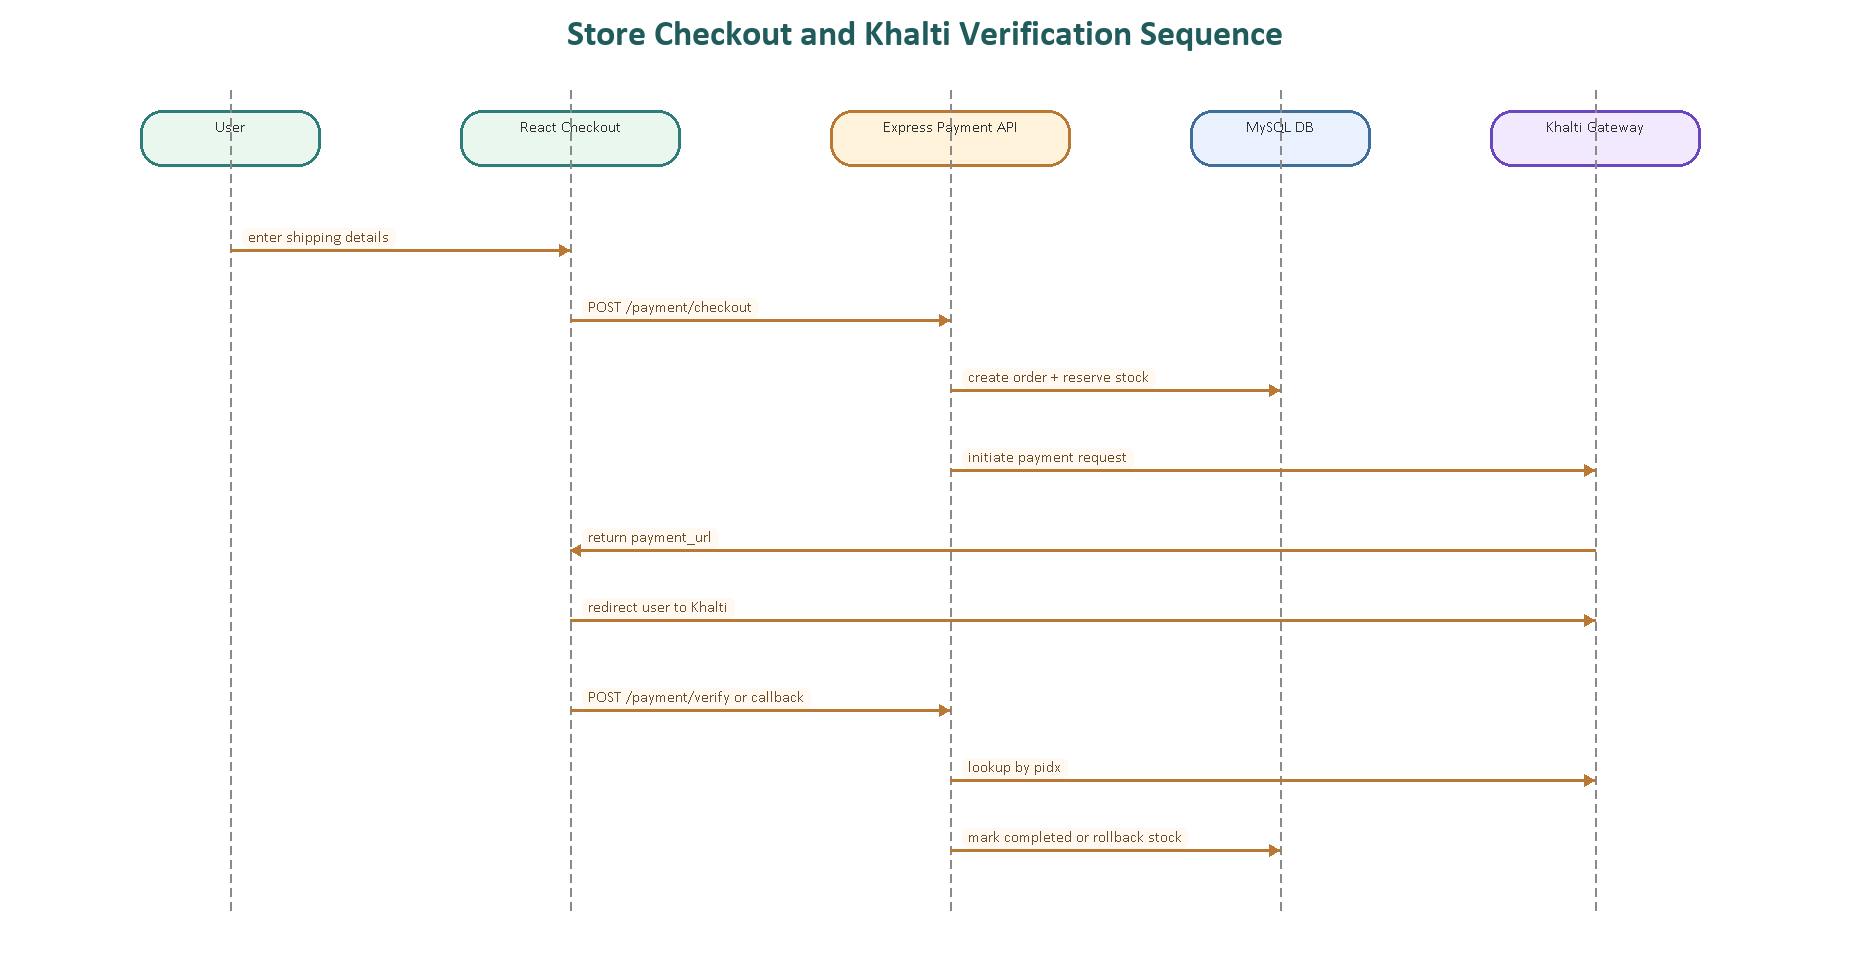 Store Checkout and Khalti Verification Sequence
User
React Checkout
Express Payment API
MySQL DB
Khalti Gateway
enter shipping details
POST /payment/checkout
create order + reserve stock
initiate payment request
return payment_url
redirect user to Khalti
POST /payment/verify or callback
lookup by pidx
mark completed or rollback stock